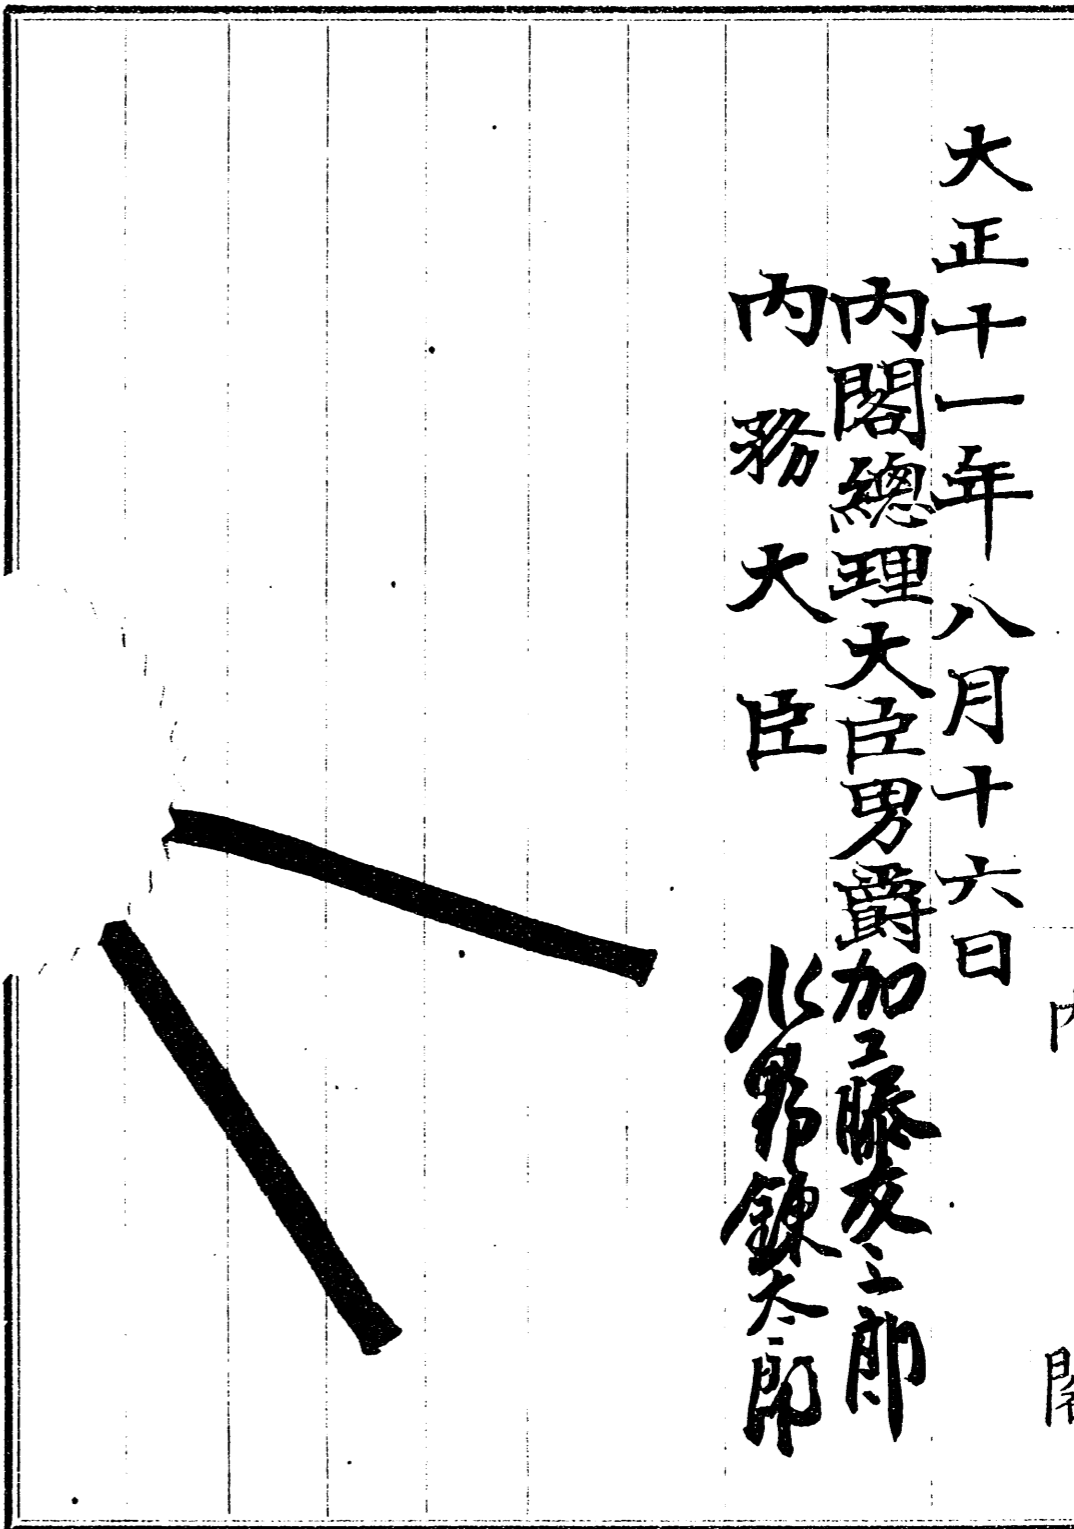 大正十一年八月十六日
内閣總理大臣男爵加藤友三郎
内務大臣 水野錬太郎